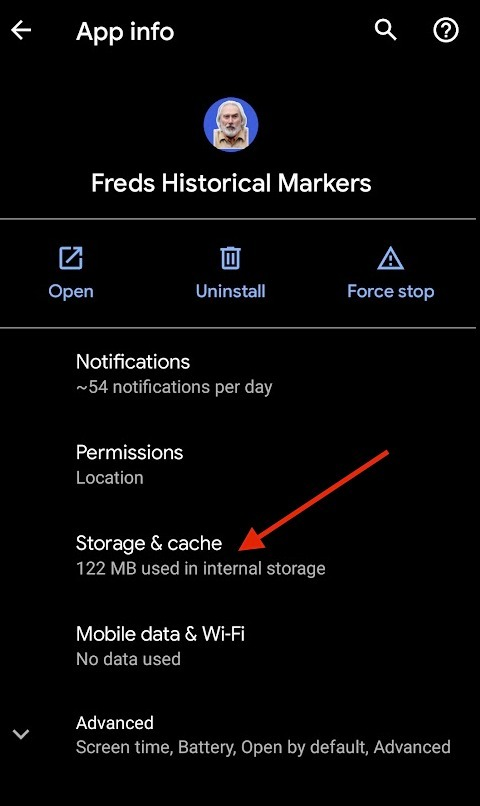 App info
Freds Historical Markers
Open
Uninstall
Force stop
Notifications
~54 notifications per day
Permissions
Location
Storage & cache
122 MB used in internal storage
Mobile data & Wi-Fi
No data used
Advanced
Screen time, Battery, Open by default, Advanced